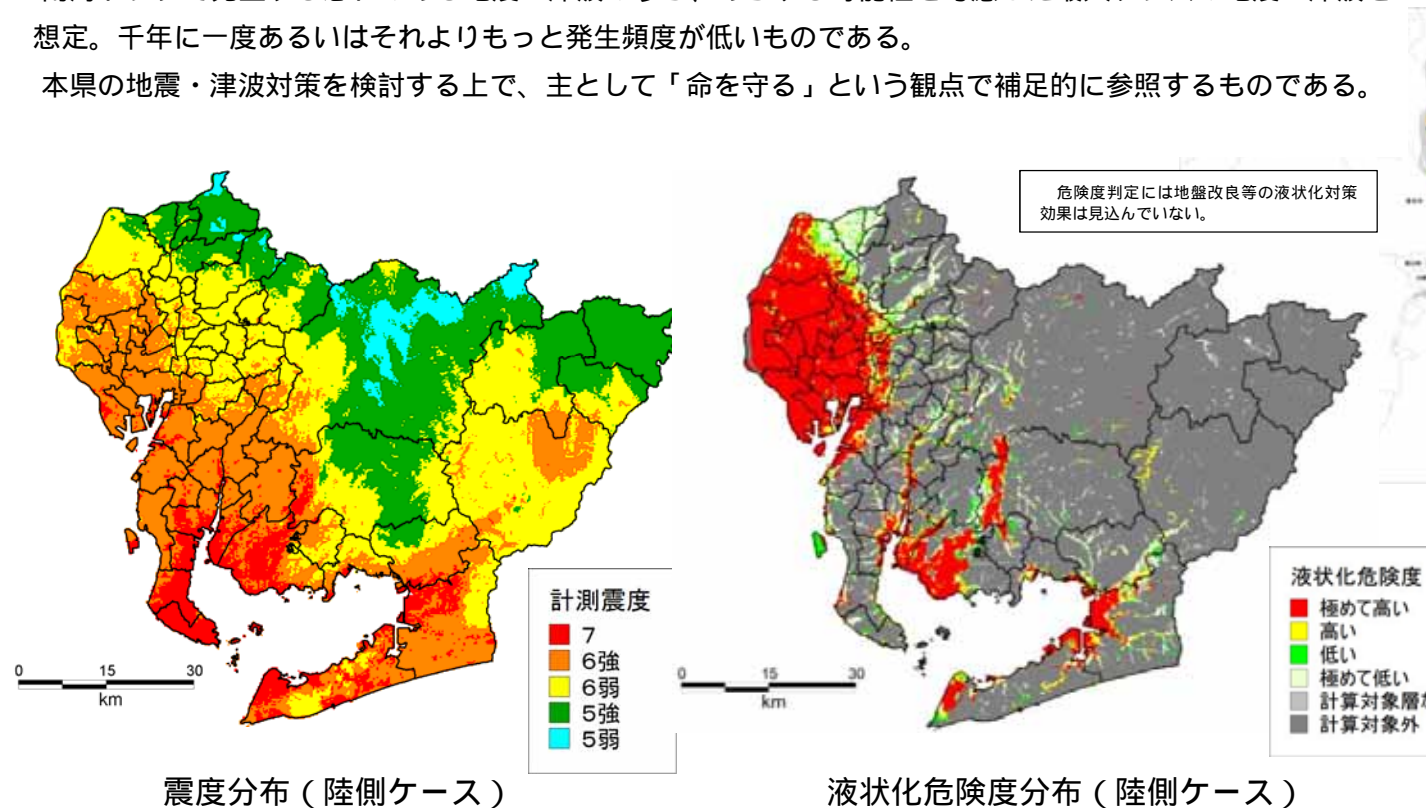 想定。千年に一度あるいはそれよりもっと発生頻度が低いものである。
本県の地震・津波対策を検討する上で、主として「命を守る」という観点で補足的に参照するものである。
危険度判定には地盤改良等の液状化対策
効果は見込んでいない。
計測震度
7
6強
6弱
5強
5弱
0 15 30
km
液状化危険度
極めて高い
高い
低い
極めて低い
計算対象層
計算対象外
0 15 30
km
震度分布（陸側ケース）
液状化危険度分布（陸側ケース）